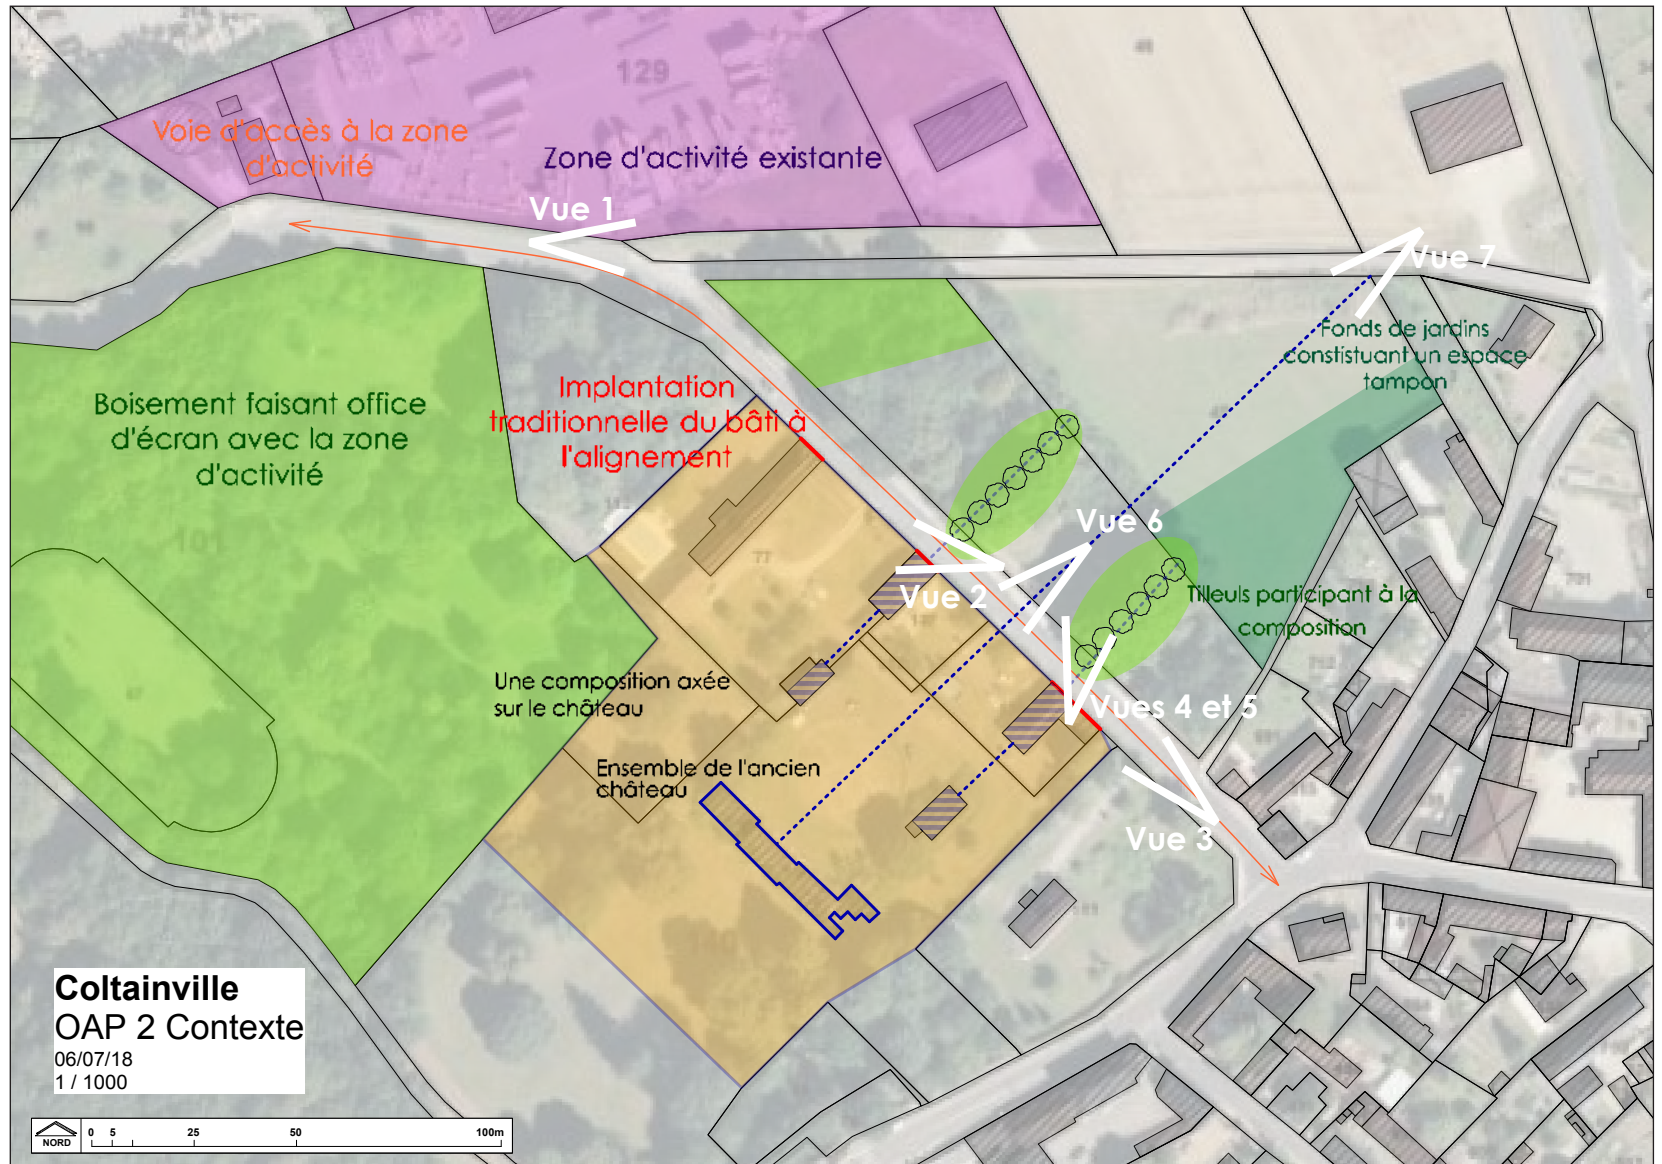 129
48
Voie d'accès à la zone
d'activité
Zone d'activité existante
Vue 1
Vue 7
Fonds de jardins
constistuant un espace
tampon
Implantation
traditionnelle du bâti à
l'alignement
Boisement faisant office
d'écran avec la zone
d'activité
101
77
Vue 6
Vue 2
Tilleuls participant à la
composition
Une composition axée
sur le château
Vues 4 et 5
Ensemble de l'ancien
château
Vue 3
Coltainville
OAP 2 Contexte
06/07/18
1 / 1000
NORD
0 5 25 50 100m